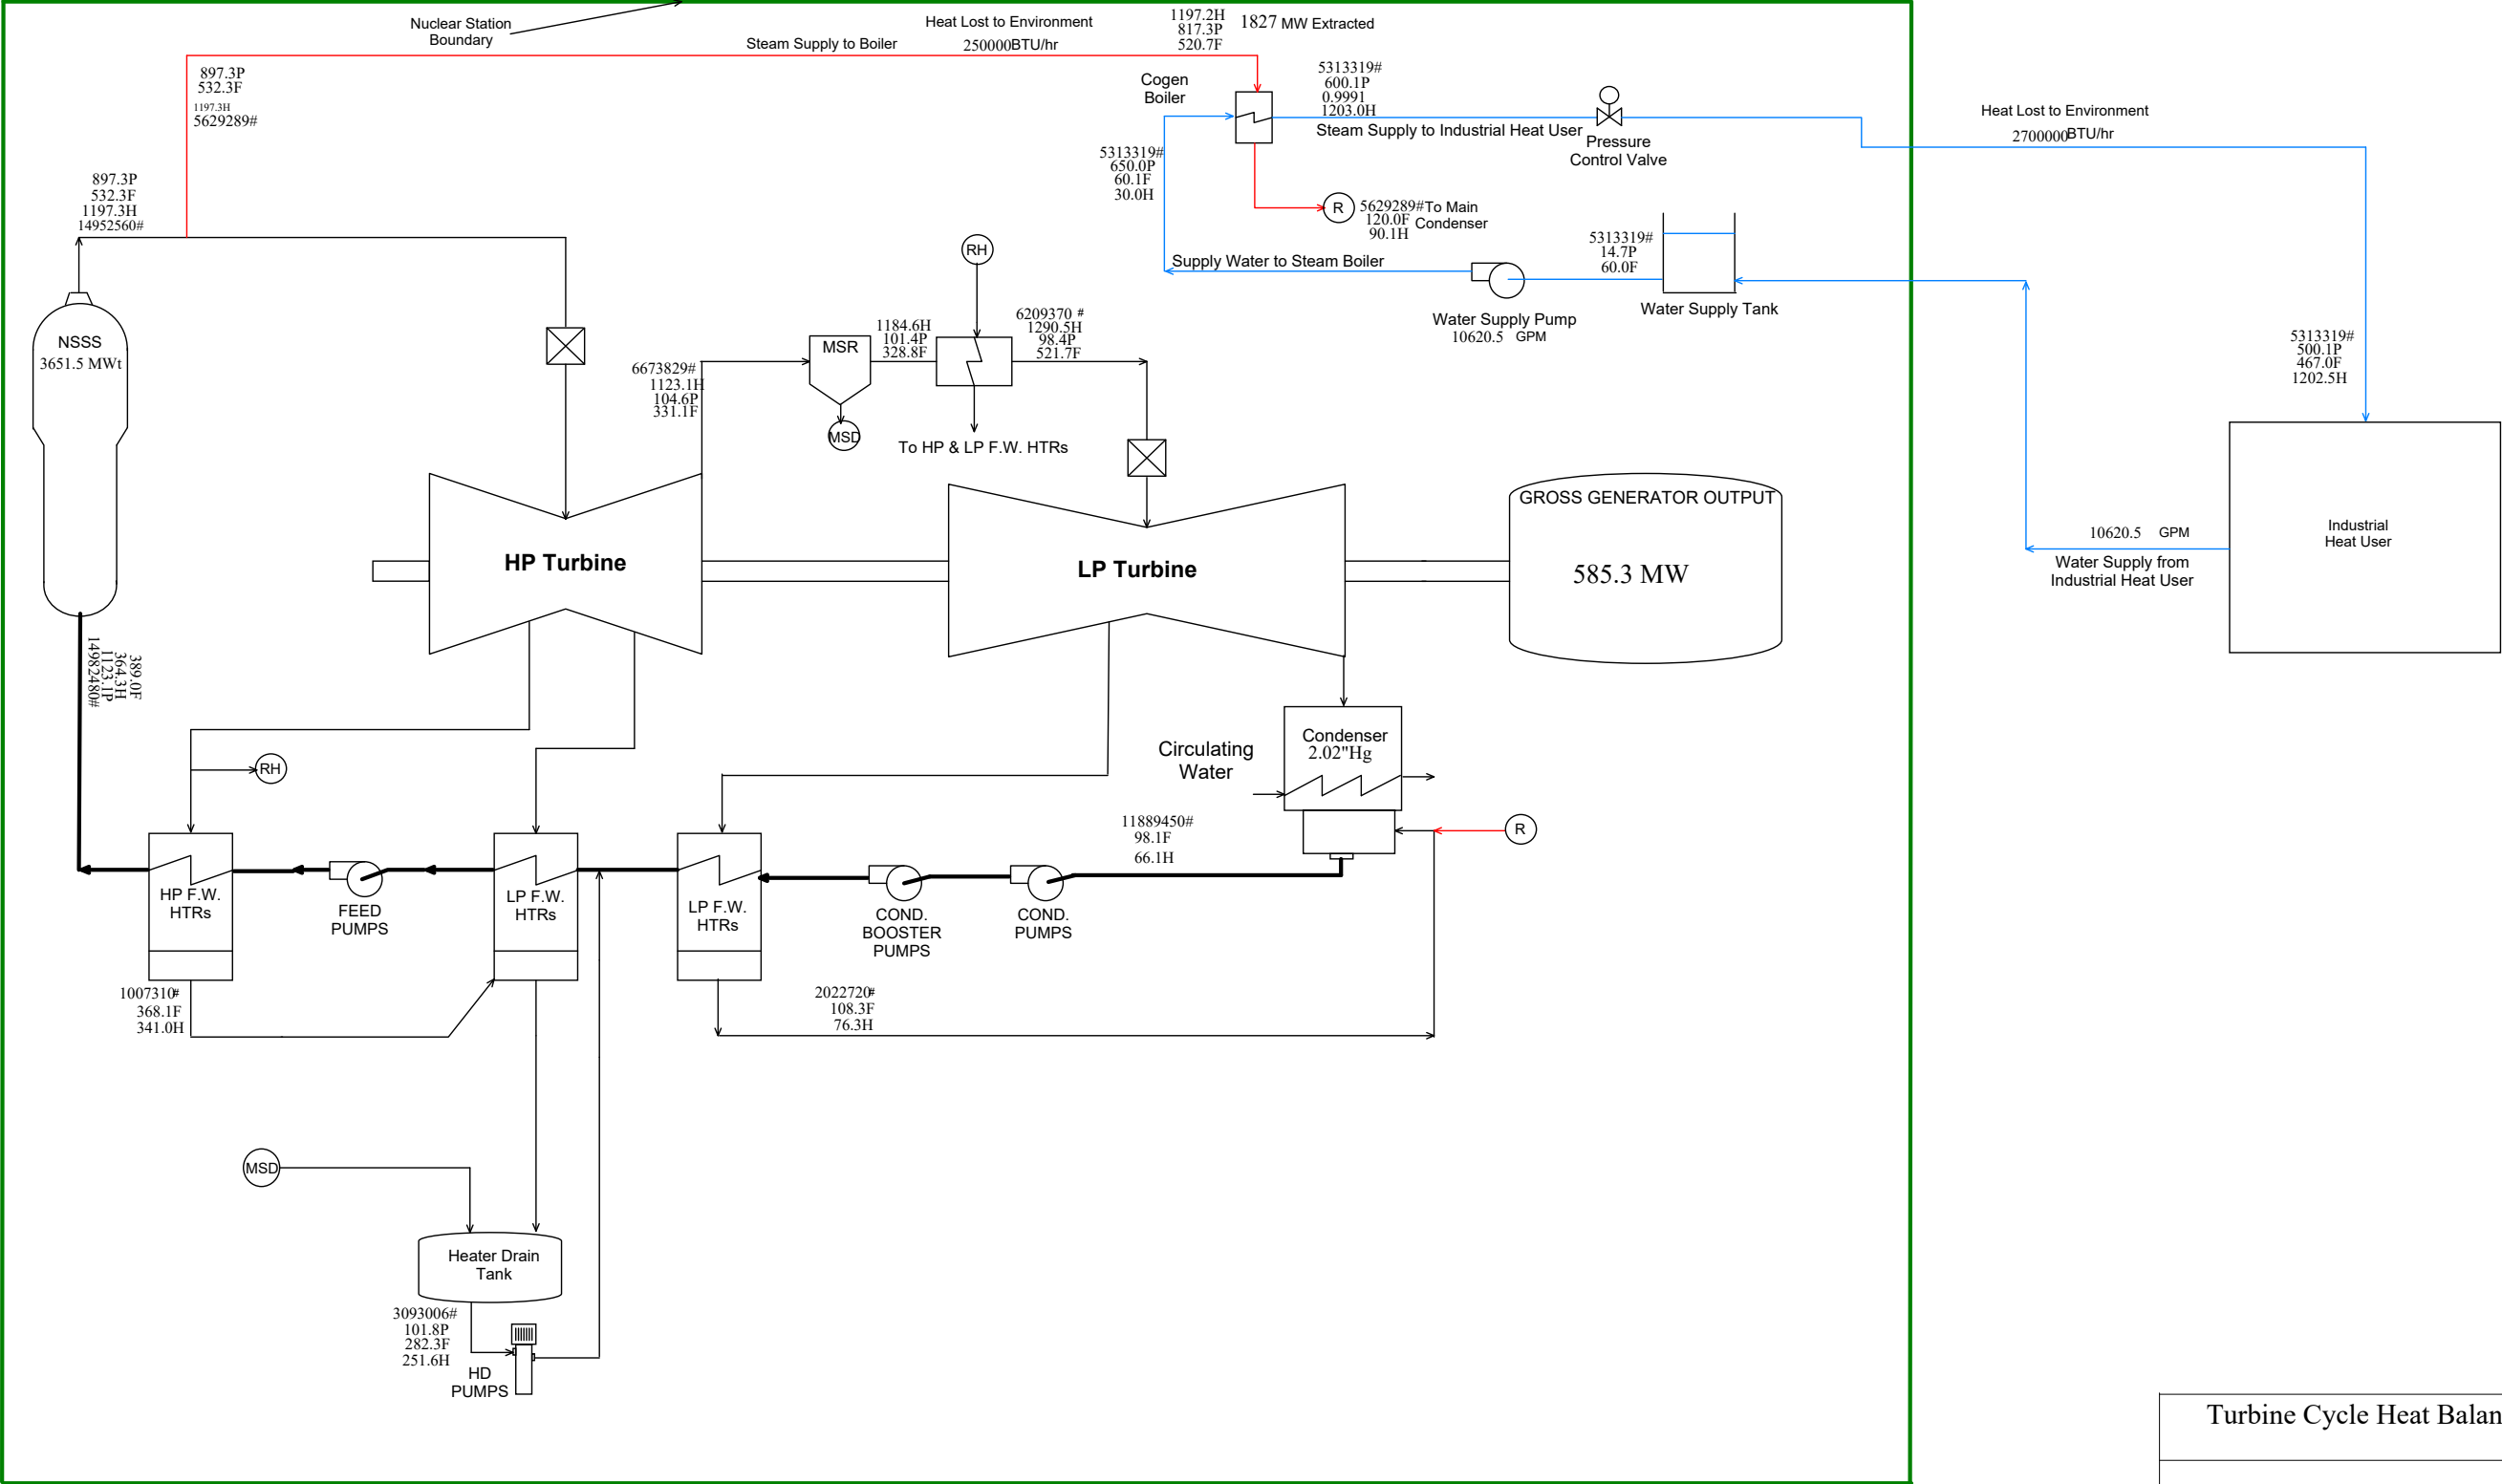 Nuclear Station
Boundary
Steam Supply to Boiler
Heat Lost to Environment
250000BTU/hr
1197.2H
817.3P
520.7F
1827 MW Extracted
897.3P
532.3F
1197.3H
5629289#
Cogen
Boiler
5313319#
600.1P
0.9991
1203.0H
Steam Supply to Industrial Heat User
Pressure
Control Valve
Heat Lost to Environment
2700000BTU/hr
5313319#
650.0P
60.1F
30.0H
897.3P
532.3F
1197.3H
14952560#
R
5629289#To Main
120.0F Condenser
90.1H
Supply Water to Steam Boiler
5313319#
14.7P
60.0F
Water Supply Tank
Water Supply Pump
10620.5 GPM
NSSS
3651.5 MWt
RH
MSR
1184.6H
101.4P
328.8F
6209370 #
1290.5H
98.4P
521.7F
6673829#
1123.1H
104.6P
331.1F
MSD
To HP & LP F.W. HTRs
5313319#
500.1P
467.0F
1202.5H
HP Turbine
LP Turbine
GROSS GENERATOR OUTPUT
585.3 MW
Industrial
Heat User
10620.5 GPM
Water Supply from
Industrial Heat User
389.0F
364.3H
1123.1P
14982480#
RH
Condenser
2.02"Hg
Circulating
Water
11889450#
98.1F
66.1H
R
HP F.W.
HTRs
FEED
PUMPS
LP F.W.
HTRs
LP F.W.
HTRs
COND.
BOOSTER
PUMPS
COND.
PUMPS
1007310#
368.1F
341.0H
2022720#
108.3F
76.3H
MSD
Heater Drain
Tank
3093006#
101.8P
282.3F
251.6H
HD
PUMPS
Turbine Cycle Heat Balan